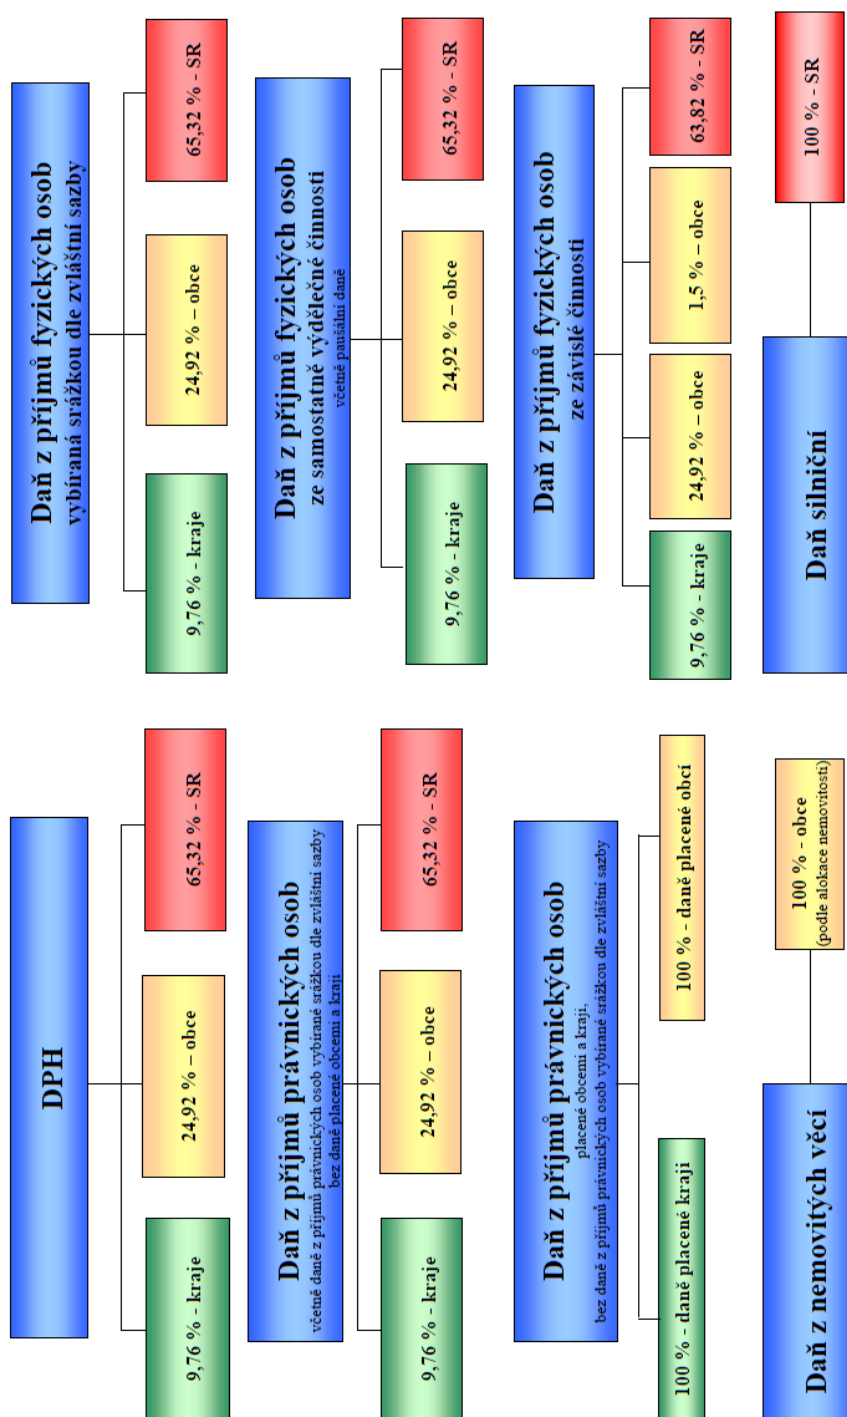 DPH
9,76 % - kraje
24,92 % – obce
65,32 % - SR
Daň z příjmů fyzických osob
vybíraná srážkou dle zvláštní sazby
9,76 % - kraje
24,92 % – obce
65,32 % - SR
Daň z příjmů právnických osob
včetně daně z příjmů právnických osob vybírané srážkou dle zvláštní sazby
bez daně placené obcemi a kraji
9,76 % - kraje
24,92 % – obce
65,32 % - SR
Daň z příjmů fyzických osob
ze samostatně výdělečné činnosti
včetně paušální daně
9,76 % - kraje
24,92 % – obce
65,32 % - SR
Daň z příjmů právnických osob
placené obcemi a kraji,
bez daně z příjmů právnických osob vybírané srážkou dle zvláštní sazby
100 % - daně placené kraji
100 % - daně placené obcí
Daň z příjmů fyzických osob
ze závislé činnosti
9,76 % - kraje
24,92 % – obce
1,5 % – obce
63,82 % - SR
Daň z nemovitých věcí
100 % - obce
(podle alokace nemovitostí)
Daň silniční
100 % - SR